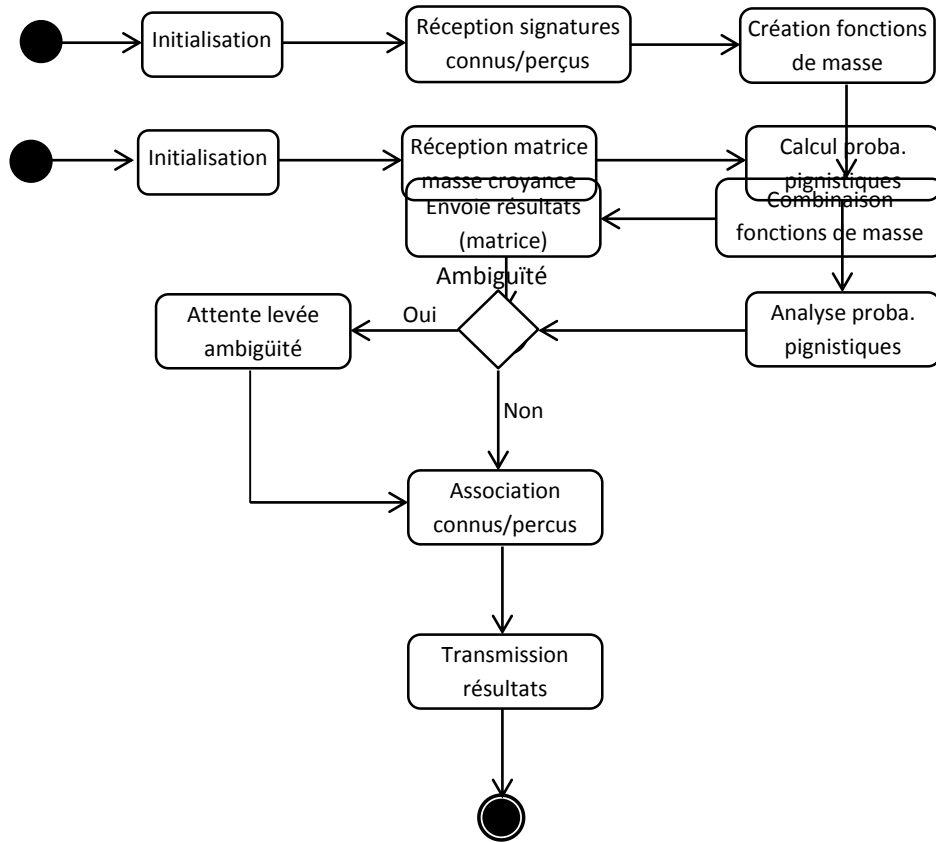 Initialisation
Réception signatures
connus/perçus
Création fonctions
de masse
Initialisation
Réception matrice
masse croyance
Calcul proba.
pignistiques
Envoie résultats
(matrice)
Combinaison
fonctions de masse
Ambiguïté
Attente levée
ambigüité
Oui
Analyse proba.
pignistiques
Non
Association
connus/percus
Transmission
résultats